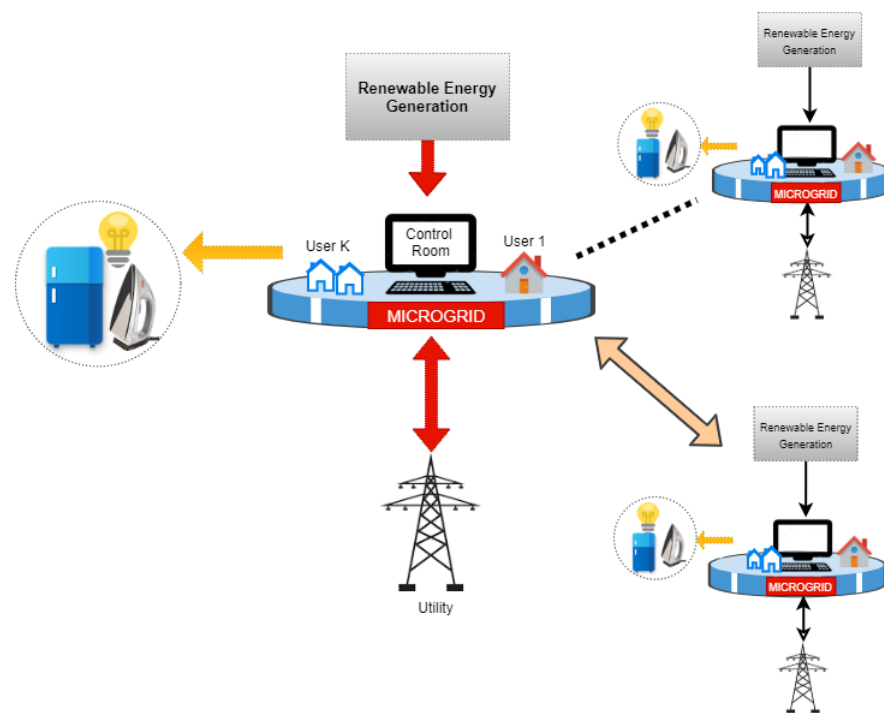 Renewable Energy
Generation
User K
Control
Room
User 1
MICROGRID
Utility
Renewable Energy
Generation
MICROGRID
Renewable Energy
Generation
MICROGRID